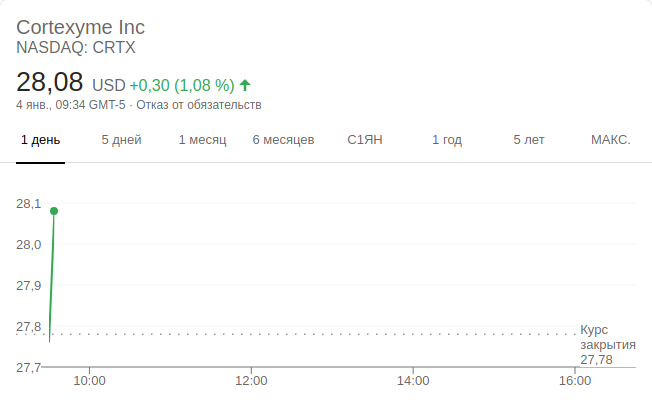 Cortexyme Inc
NASDAQ: CRTX
28,08 USD +0,30 (1,08 %)
4 янв., 09:34 GMT-5 · Отказ от обязательств
1 день 5 дней 1 месяц 6 месяцев С1ЯН 1 год 5 лет МАКС.
28,1
28,0
27,9
27,8
Курс
закрытия
27,78
27,7
10:00 12:00 14:00 16:00